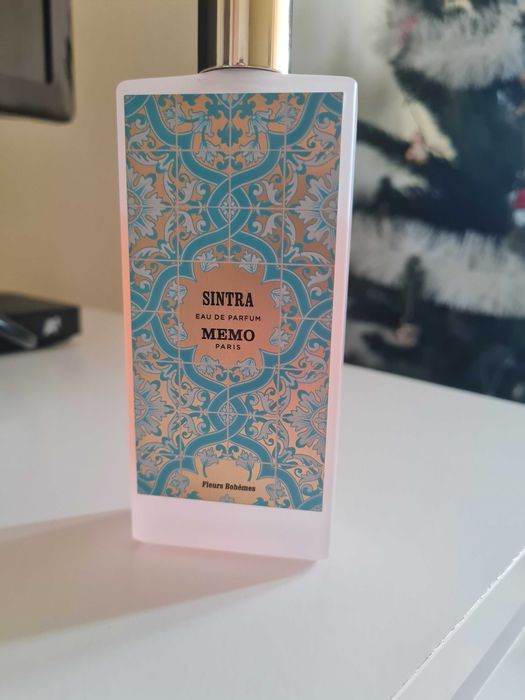 SINTRA
EAU DE PARFUM
MEMO
PARIS
Fleurs Bohèmes